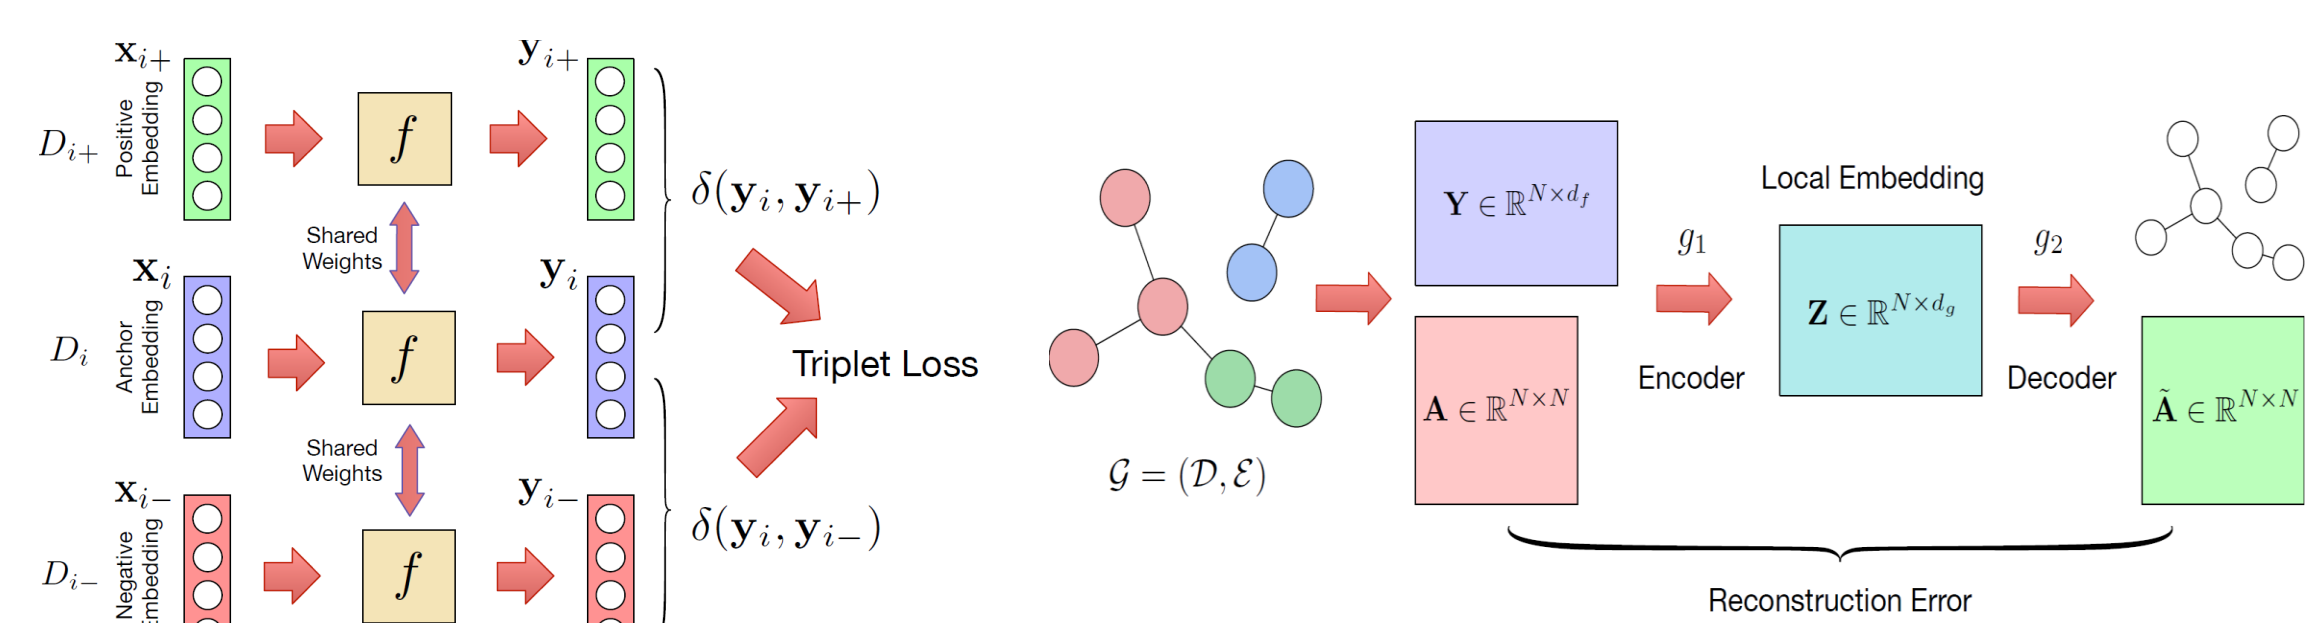 x_{i+}
y_{i+}
D_{i+}
Positive
Embedding
f
δ(y_i, y_{i+})
Shared
Weights
x_i
y_i
D_i
Anchor
Embedding
f
Triplet Loss
Shared
Weights
x_{i−}
y_{i−}
D_{i−}
Negative
Embedding
f
δ(y_i, y_{i−})
G = (D, E)
Y ∈ ℝ^{N×d_f}
A ∈ ℝ^{N×N}
g_1
Encoder
Local Embedding
Z ∈ ℝ^{N×d_g}
g_2
Decoder
Ã ∈ ℝ^{N×N}
Reconstruction Error